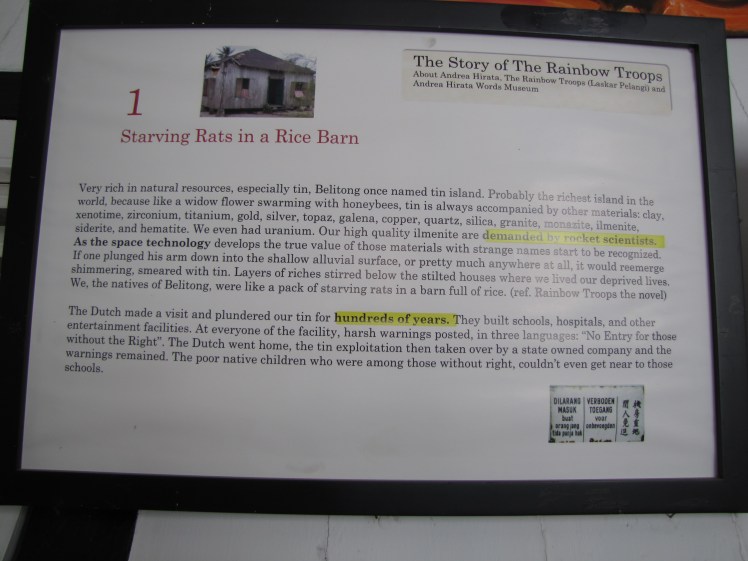 The Story of The Rainbow Troops
About Andrea Hirata, The Rainbow Troops (Laskar Pelangi) and
Andrea Hirata Words Museum
1
Starving Rats in a Rice Barn
Very rich in natural resources, especially tin, Belitong once named tin island. Probably the richest island in the
world, because like a widow flower swarming with honeybees, tin is always accompanied by other materials: clay,
xenotime, zirconium, titanium, gold, silver, topaz, galena, copper, quartz, silica, granite, monazite, ilmenite,
siderite, and hematite. We even had uranium. Our high quality ilmenite are demanded by rocket scientists.
As the space technology develops the true value of those materials with strange names start to be recognized.
If one plunged his arm down into the shallow alluvial surface, or pretty much anywhere at all, it would reemerge
shimmering, smeared with tin. Layers of riches stirred below the stilted houses where we lived our deprived lives.
We, the natives of Belitong, were like a pack of starving rats in a barn full of rice. (ref. Rainbow Troops the novel)
The Dutch made a visit and plundered our tin for hundreds of years. They built schools, hospitals, and other
entertainment facilities. At everyone of the facility, harsh warnings posted, in three languages: "No Entry for those
without the Right". The Dutch went home, the tin exploitation then taken over by a state owned company and the
warnings remained. The poor native children who were among those without right, couldn't even get near to those
schools.
DILARANG
MASUK
buat
orang jang
tida punja hak
VERBODEN
TOEGANG
voor
onbevoegden